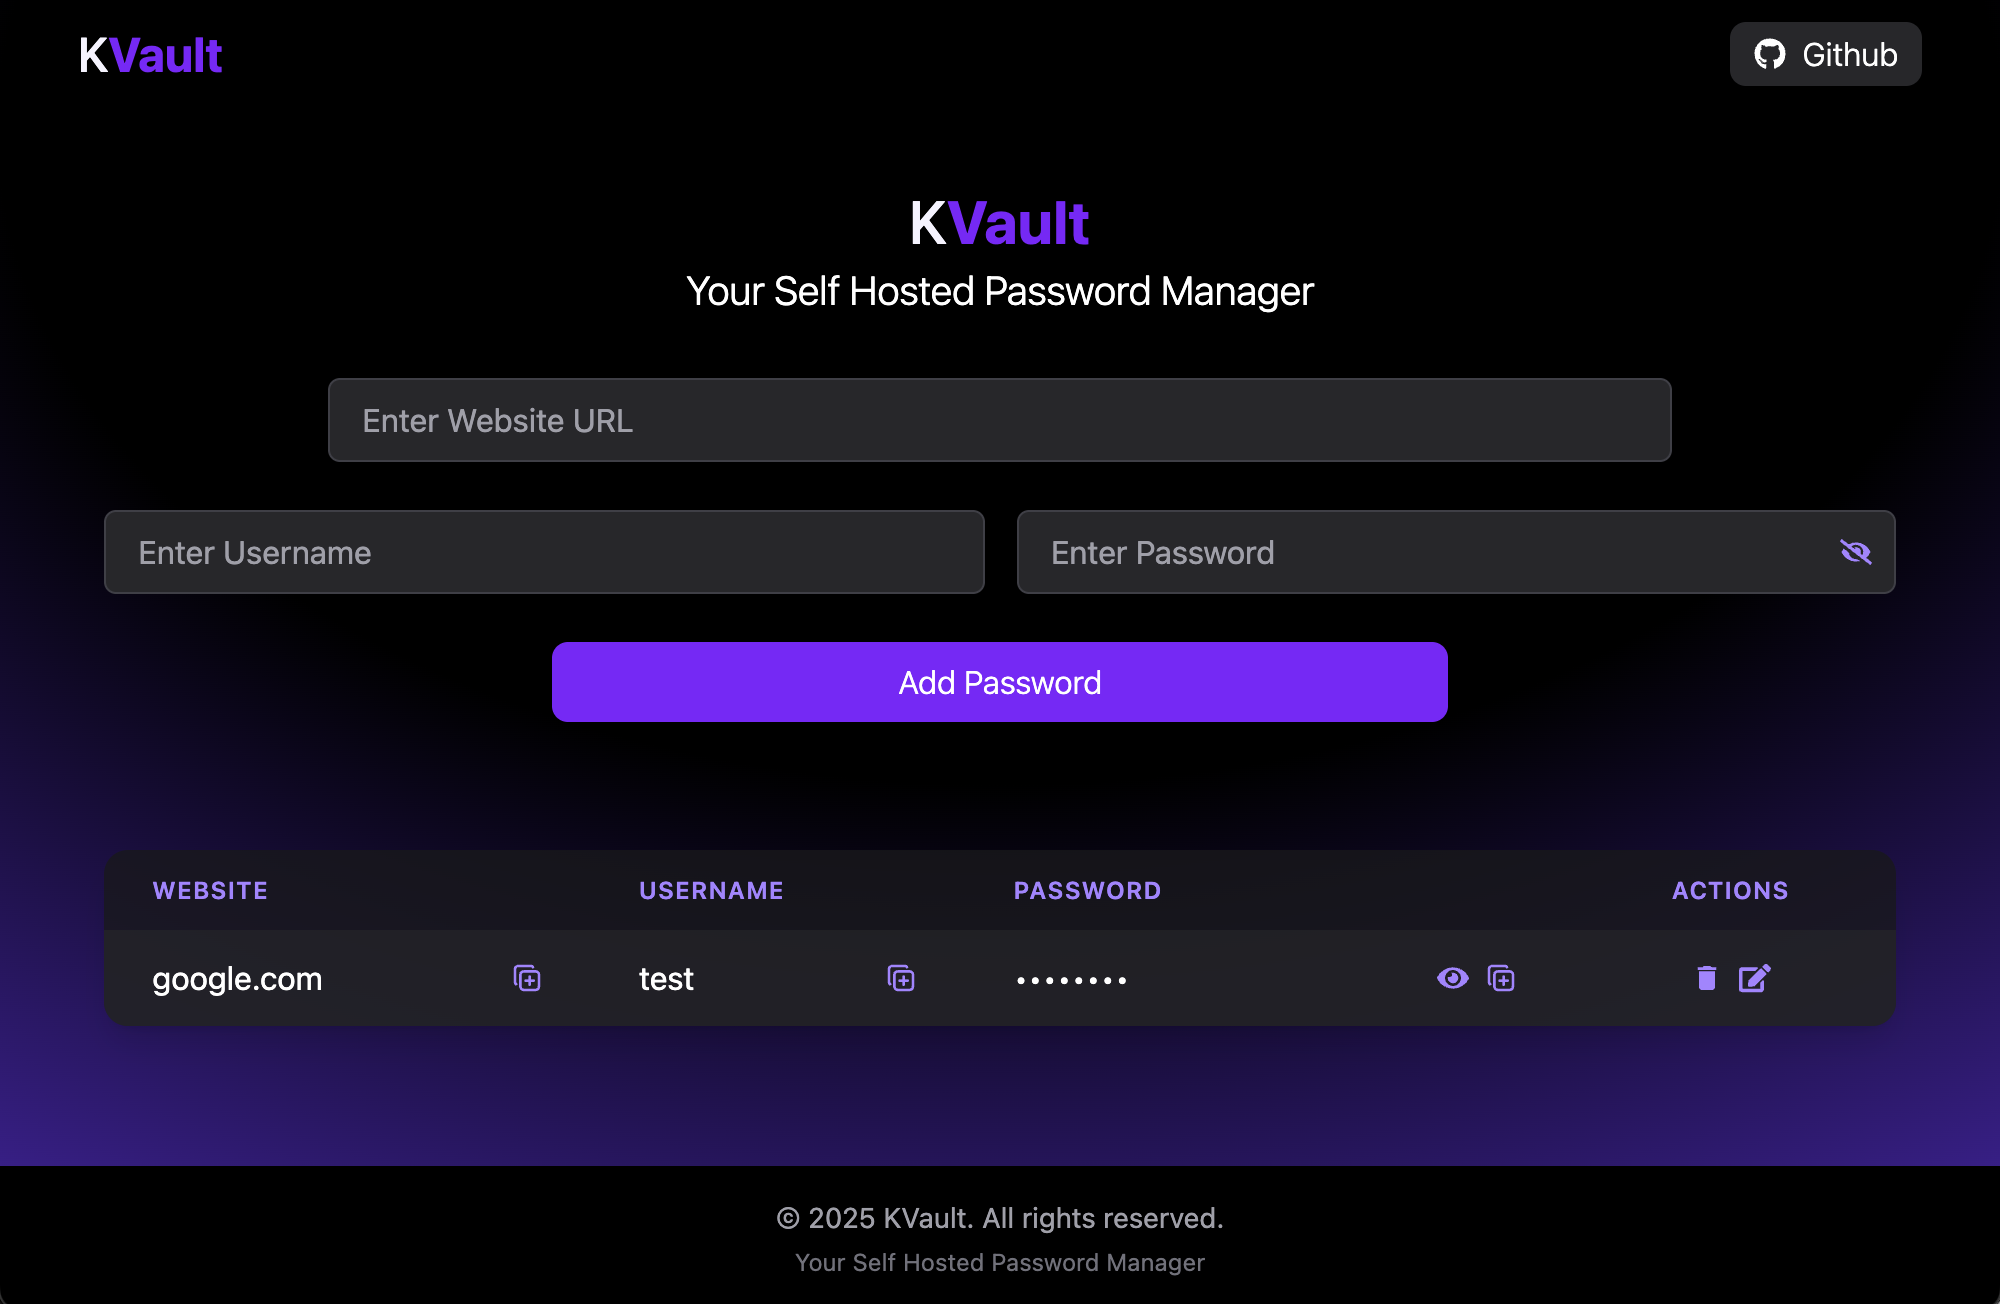 KVault
Github
KVault
Your Self Hosted Password Manager
Enter Website URL
Enter Username
Enter Password
Add Password
WEBSITE USERNAME PASSWORD ACTIONS
google.com test ••••••••
© 2025 KVault. All rights reserved.
Your Self Hosted Password Manager